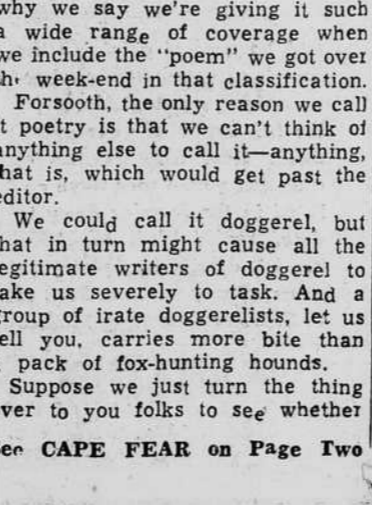 why we say we're giving it such
a wide range of coverage when
we include the "poem" we got over
week-end in that classification.
Forsooth, the only reason we call
it poetry is that we can't think of
anything else to call it—anything,
that is, which would get past the
editor.
We could call it doggerel, but
that in turn might cause all the
legitimate writers of doggerel to
take us severely to task. And a
group of irate doggerelists, let us
tell you, carries more bite than
pack of fox-hunting hounds.
Suppose we just turn the thing
over to you folks to see whether
See CAPE FEAR on Page Two